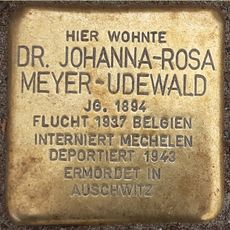 HIER WOHNTE
DR. JOHANNA-ROSA
MEYER-UDEWALD
JG. 1894
FLUCHT 1937 BELGIEN
INTERNIERT MECHELEN
DEPORTIERT 1943
ERMORDET IN
AUSCHWITZ